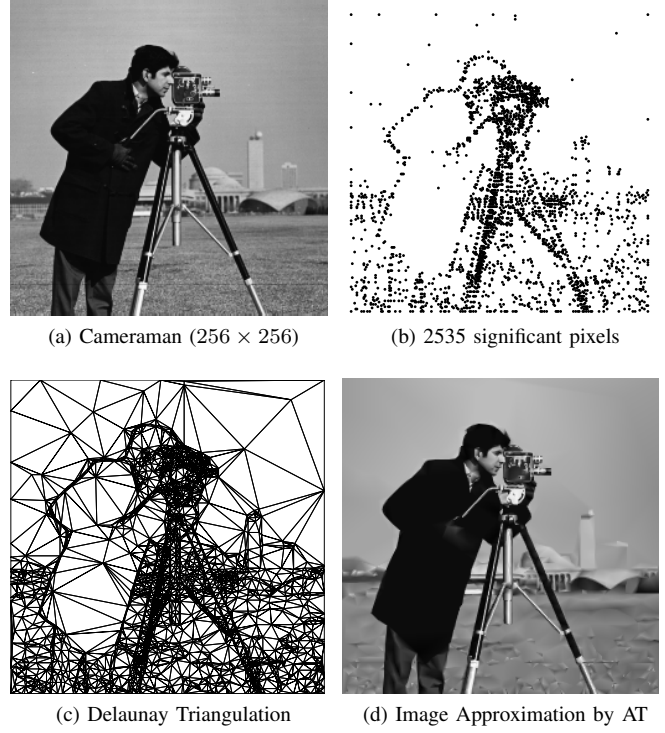 (a) Cameraman (256 × 256)
(b) 2535 significant pixels
(c) Delaunay Triangulation
(d) Image Approximation by AT